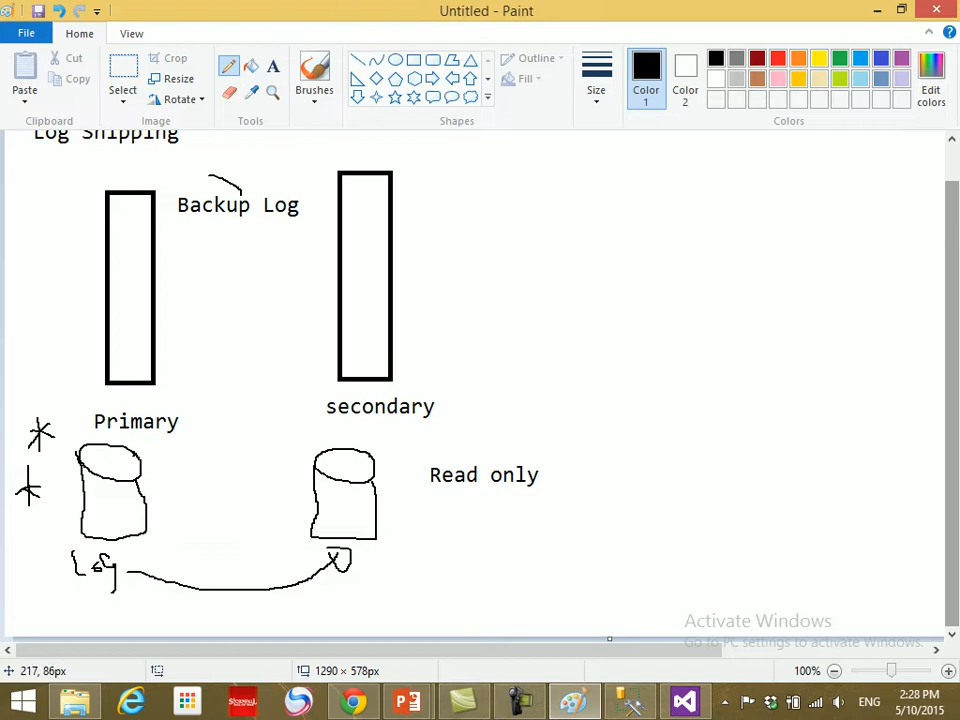 Untitled - Paint
File
Home
View
Paste
Cut
Copy
Clipboard
Select
Crop
Resize
Rotate
Image
Tools
Brushes
Outline
Fill
Shapes
Size
Color 1
Color 2
Edit colors
Colors
Log Shipping
Backup Log
Primary
secondary
Read only
Log
Activate Windows
Go to PC settings to activate Windows.
217, 86px
1290 × 578px
100%
ENG
2:28 PM
5/10/2015